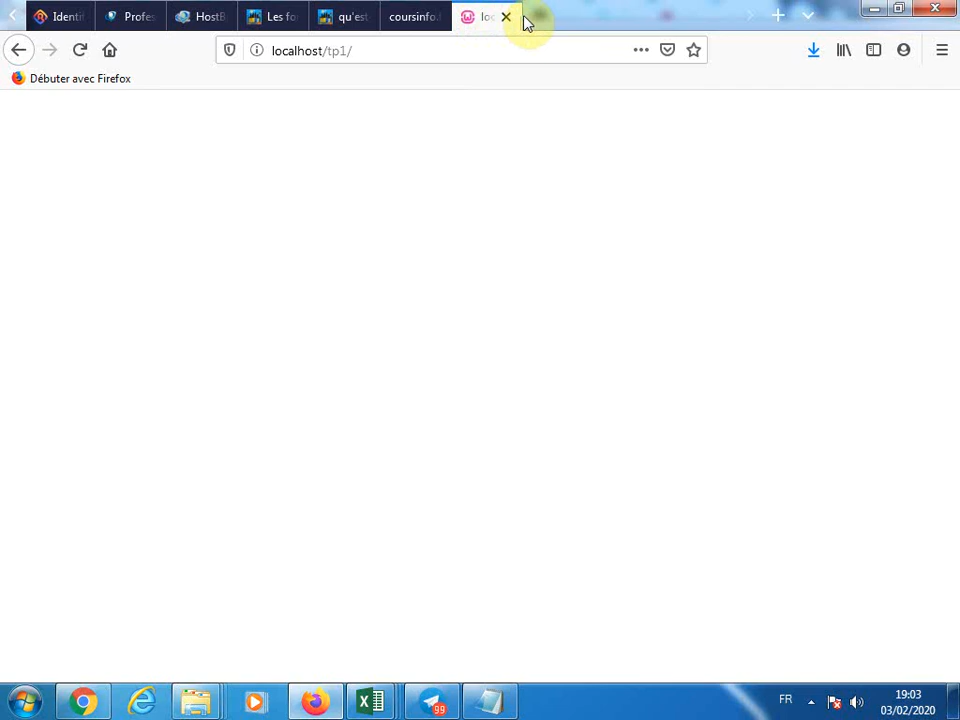 Identi
Profes
HostB
Les fo
qu'est
coursinfo.
localhost/tp1/
Débuter avec Firefox
FR
19:03
03/02/2020
99